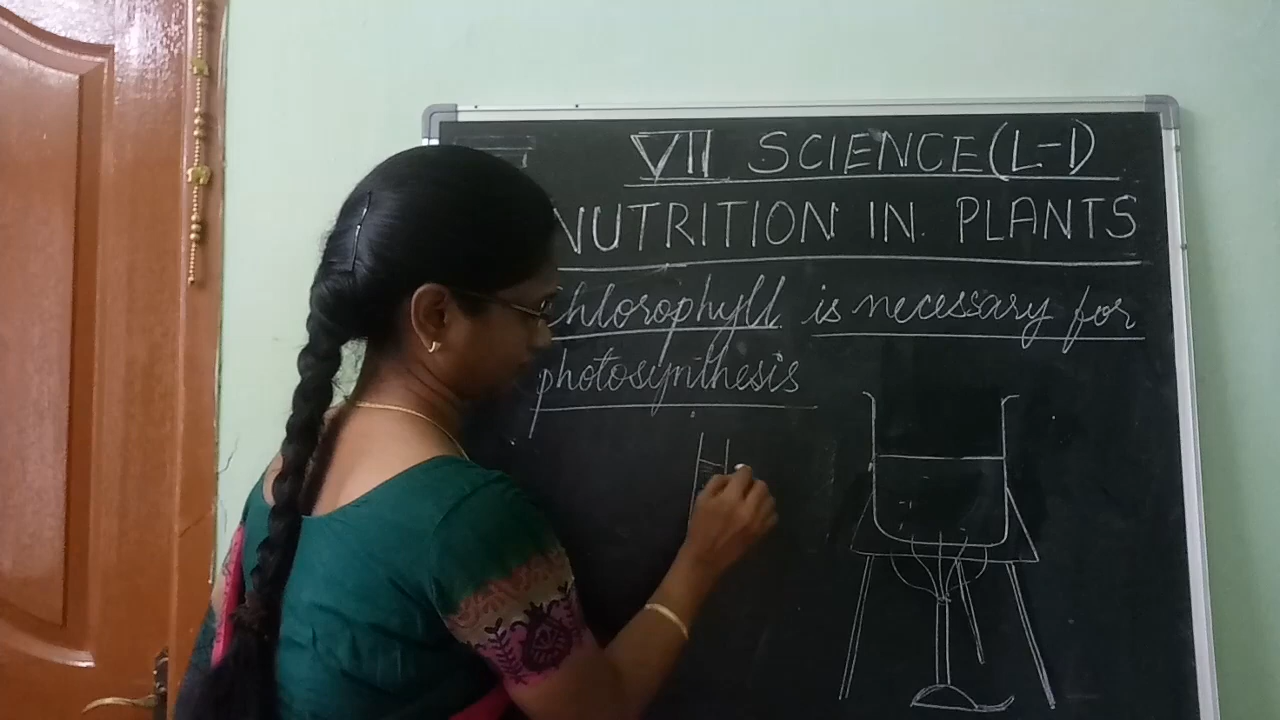 VII SCIENCE (L-1)
NUTRITION IN PLANTS
Chlorophyll is necessary for
photosynthesis